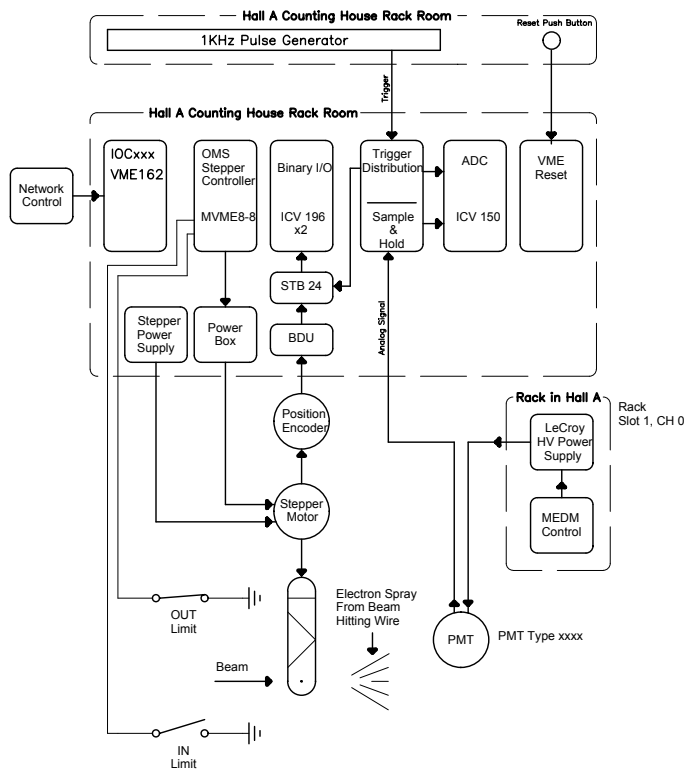 Hall A Counting House Rack Room
Reset Push Button
1KHz Pulse Generator
Trigger
Hall A Counting House Rack Room
IOCxxx
VME162
OMS
Stepper
Controller
MVME8-8
Binary I/O
ICV 196
x2
Trigger
Distribution
Sample
&
Hold
ADC
ICV 150
VME
Reset
Network
Control
STB 24
Stepper
Power
Supply
Power
Box
BDU
Analog Signal
Rack in Hall A
Rack
Slot 1, CH 0
LeCroy
HV Power
Supply
Position
Encoder
MEDM
Control
Stepper
Motor
Electron Spray
From Beam
Hitting Wire
OUT
Limit
PMT
PMT Type xxxx
Beam
IN
Limit